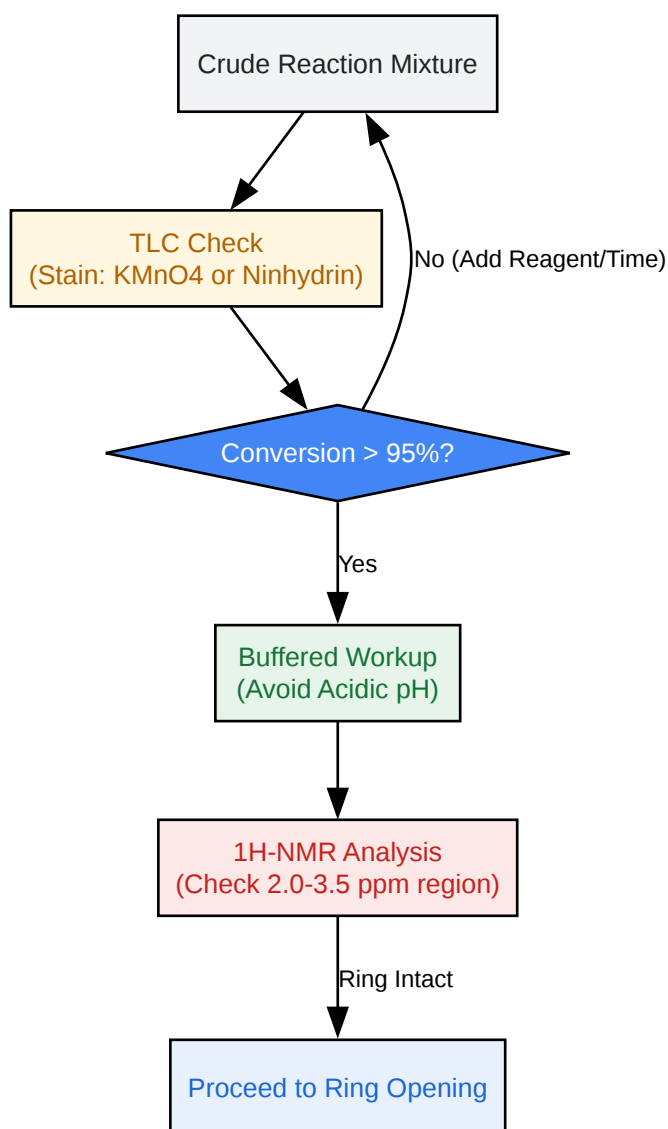 Crude Reaction Mixture
TLC Check
(Stain: KMnO4 or Ninhydrin)
No (Add Reagent/Time)
Conversion > 95%?
Yes
Buffered Workup
(Avoid Acidic pH)
1H-NMR Analysis
(Check 2.0-3.5 ppm region)
Ring Intact
Proceed to Ring Opening